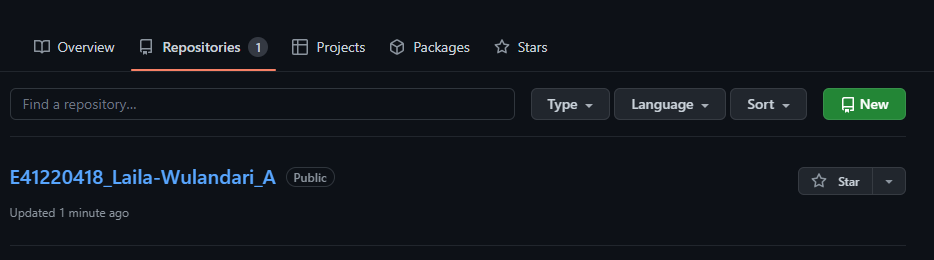 Overview Repositories 1 Projects Packages Stars
Find a repository... Type Language Sort New
E41220418_Laila-Wulandari_A Public Star
Updated 1 minute ago